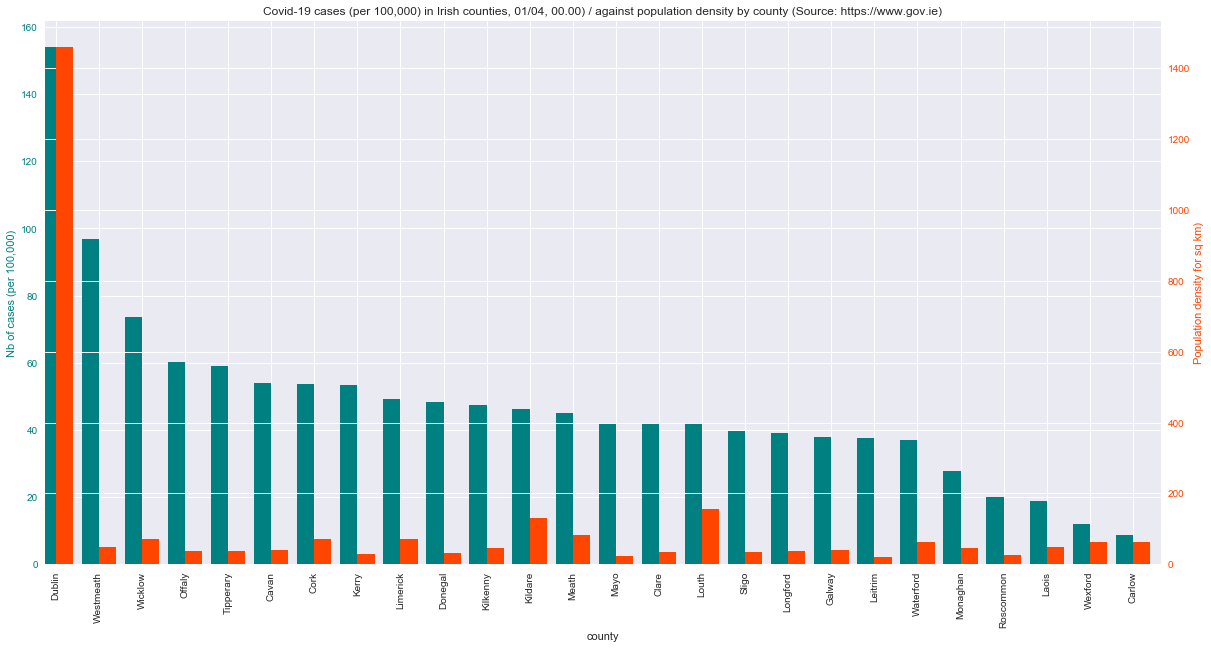 Covid-19 cases (per 100,000) in Irish counties, 01/04, 00.00) / against population density by county (Source: https://www.gov.ie)
Nb of cases (per 100,000)
160
140
120
100
80
60
40
20
0
1400
1200
1000
800
600
400
200
0
Population density for sq km)
Dublin
Westmeath
Wicklow
Offaly
Tipperary
Cavan
Cork
Kerry
Limerick
Donegal
Kilkenny
Kildare
Meath
Mayo
Clare
Louth
Sligo
Longford
Galway
Leitrim
Waterford
Monaghan
Roscommon
Laois
Wexford
Carlow
county